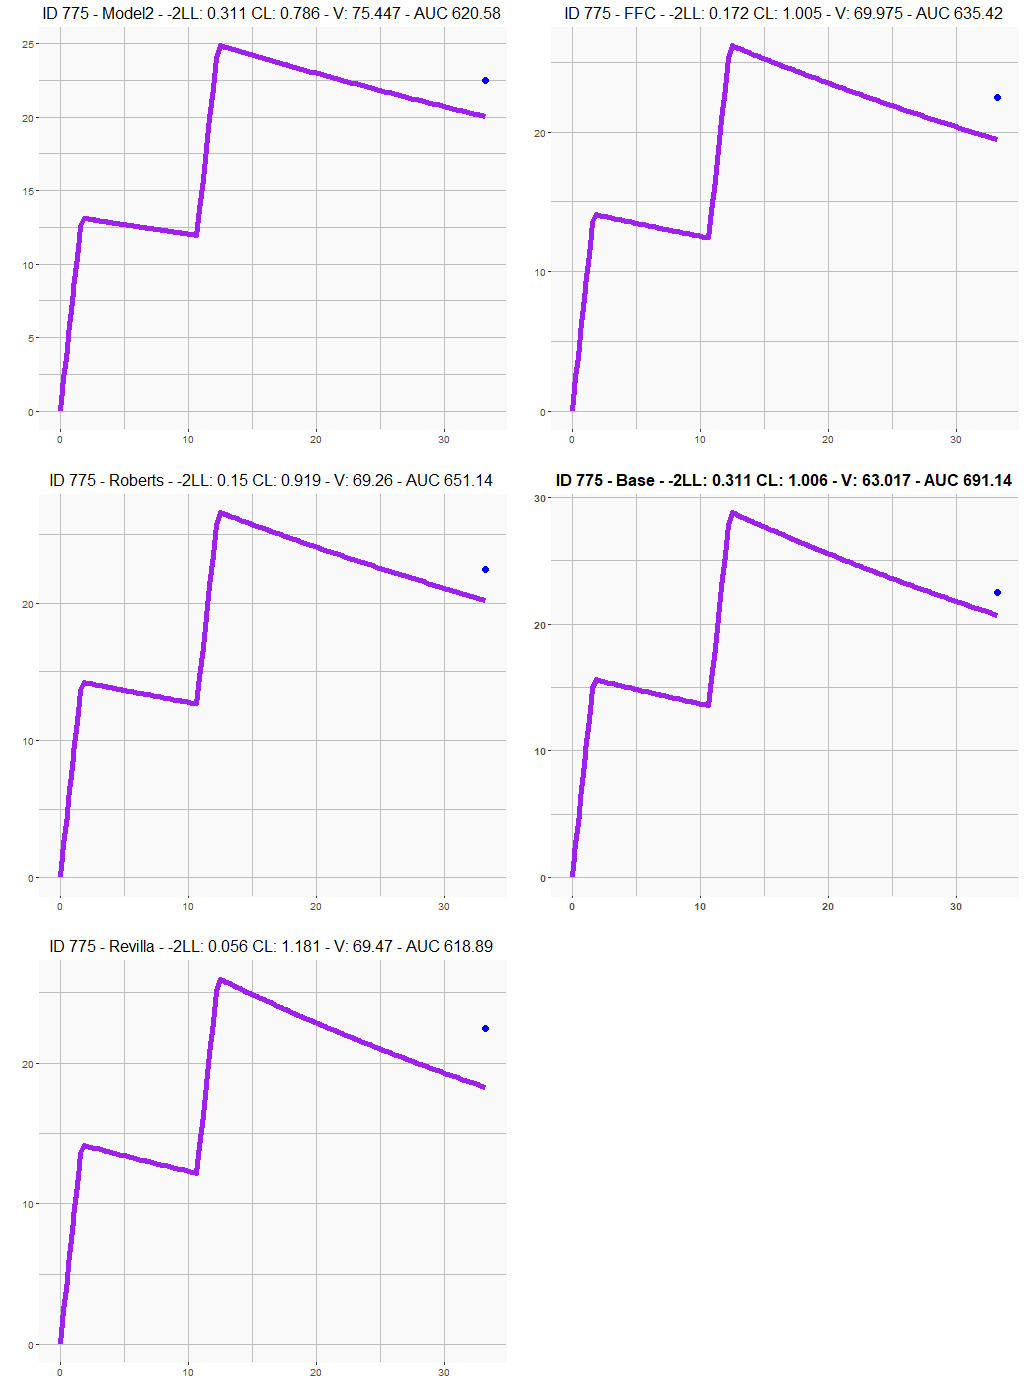 ID 775 - Model2 - -2LL: 0.311 CL: 0.786 - V: 75.447 - AUC 620.58
25
20
15
10
5
0
0 10 20 30
ID 775 - FFC - -2LL: 0.172 CL: 1.005 - V: 69.975 - AUC 635.42
20
10
0
0 10 20 30
ID 775 - Roberts - -2LL: 0.15 CL: 0.919 - V: 69.26 - AUC 651.14
20
10
0
0 10 20 30
ID 775 - Base - -2LL: 0.311 CL: 1.006 - V: 63.017 - AUC 691.14
30
20
10
0
0 10 20 30
ID 775 - Revilla - -2LL: 0.056 CL: 1.181 - V: 69.47 - AUC 618.89
20
10
0
0 10 20 30